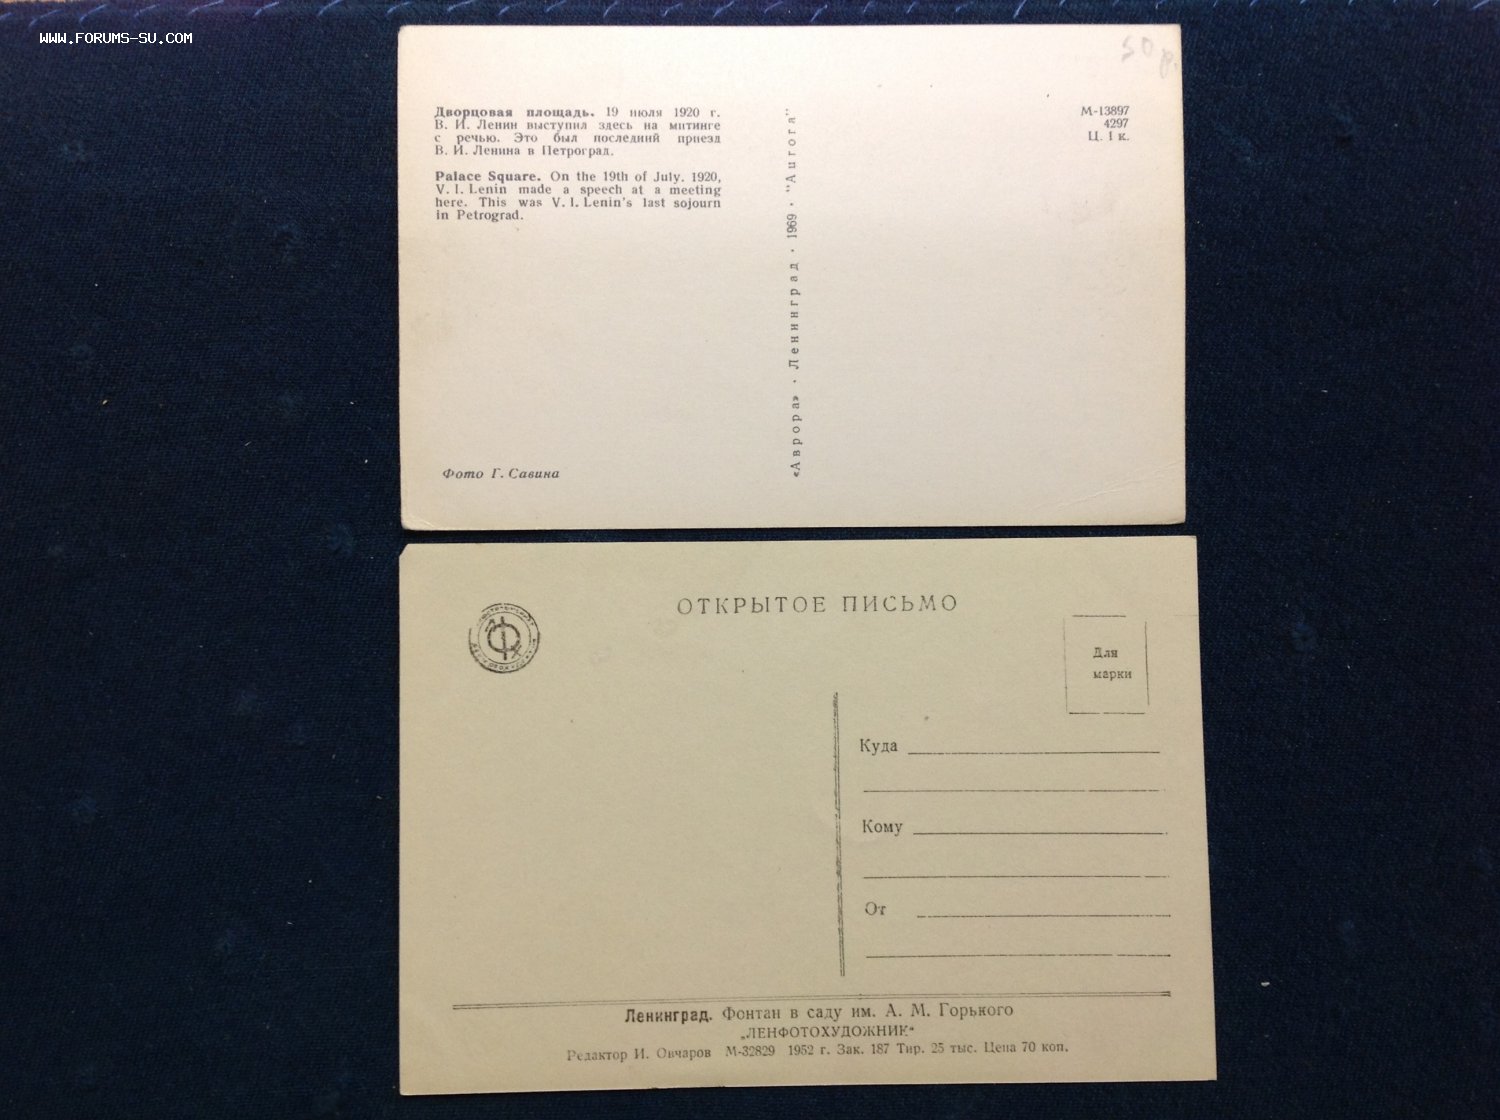 WWW.FORUMS-SU.COM
50 р.
Дворцовая площадь. 19 июля 1920 г.
В. И. Ленин выступил здесь на митинге
с речью. Это был последний приезд
В. И. Ленина в Петроград.
Palace Square. On the 19th of July. 1920,
V. I. Lenin made a speech at a meeting
here. This was V. I. Lenin's last sojourn
in Petrograd.
Фото Г. Савина
«Аврора» · Ленинград · 1969 · "Aurora"
М-13897
4297
Ц. 1 к.
ОТКРЫТОЕ ПИСЬМО
Для
марки
Куда
Кому
От
Ленинград. Фонтан в саду им. А. М. Горького
„ЛЕНФОТОХУДОЖНИК“
Редактор И. Овчаров М-32829 1952 г. Зак. 187 Тир. 25 тыс. Цена 70 коп.